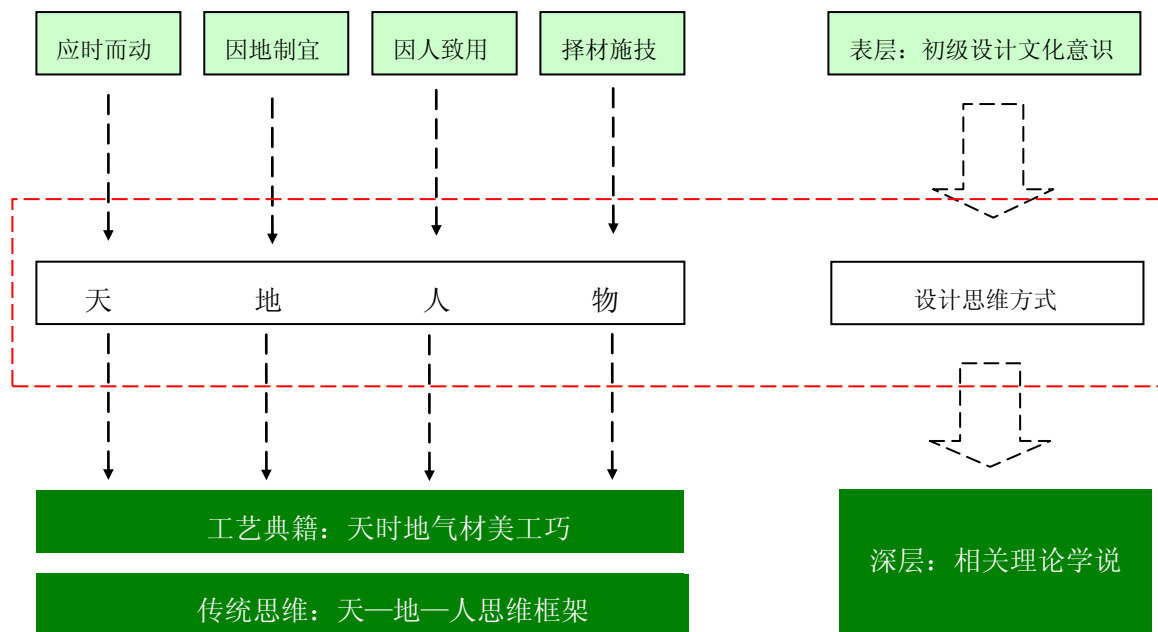 应时而动
因地制宜
因人致用
择材施技
表层：初级设计文化意识
天 地 人 物
设计思维方式
工艺典籍：天时地气材美工巧
深层：相关理论学说
传统思维：天—地—人思维框架